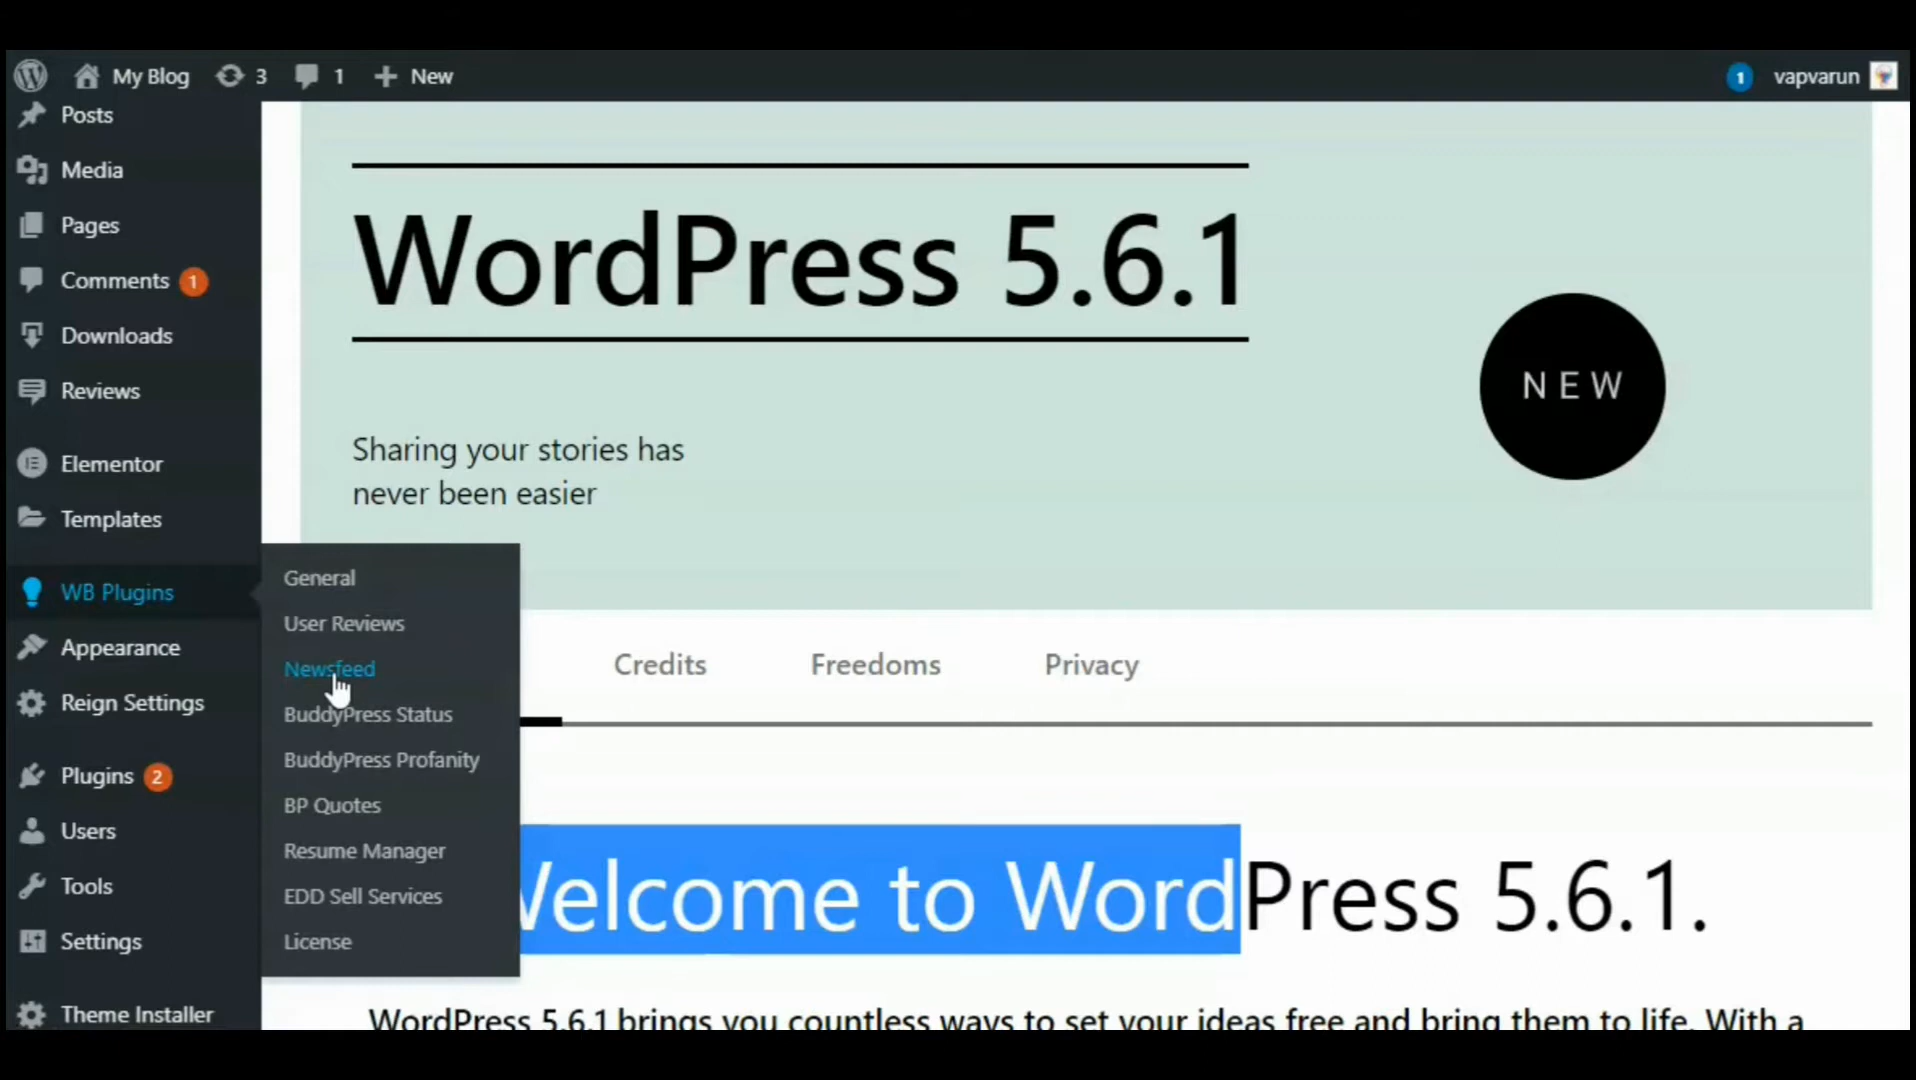 My Blog 3 1 New
1 vapvarun
Posts
Media
Pages
Comments 1
Downloads
Reviews
Elementor
Templates
WB Plugins
Appearance
Reign Settings
Plugins 2
Users
Tools
Settings
Theme Installer
General
User Reviews
Newsfeed
BuddyPress Status
BuddyPress Profanity
BP Quotes
Resume Manager
EDD Sell Services
License
WordPress 5.6.1
NEW
Sharing your stories has
never been easier
Credits Freedoms Privacy
Welcome to WordPress 5.6.1.
WordPress 5.6.1 brings you countless ways to set your ideas free and bring them to life. With a